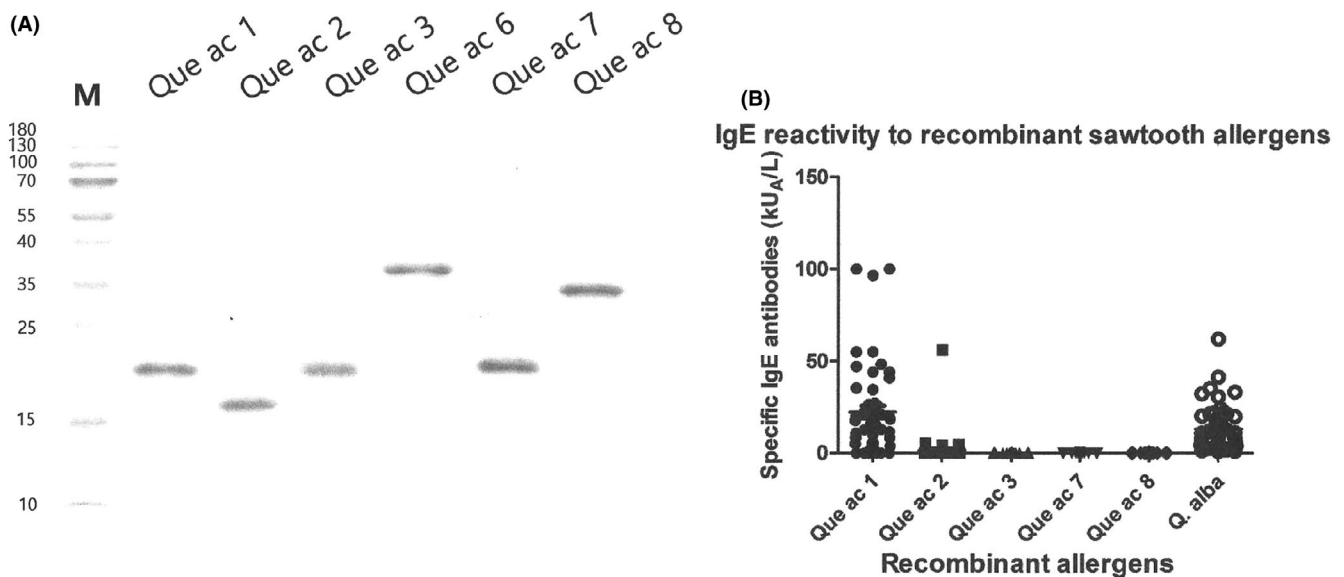 (A)
M
Que ac 1
Que ac 2
Que ac 3
Que ac 6
Que ac 7
Que ac 8
180
130
100
70
55
40
35
25
15
10
(B)
IgE reactivity to recombinant sawtooth allergens
Specific IgE antibodies (kUA/L)
150
100
50
0
Que ac 1
Que ac 2
Que ac 3
Que ac 7
Que ac 8
Q. alba
Recombinant allergens